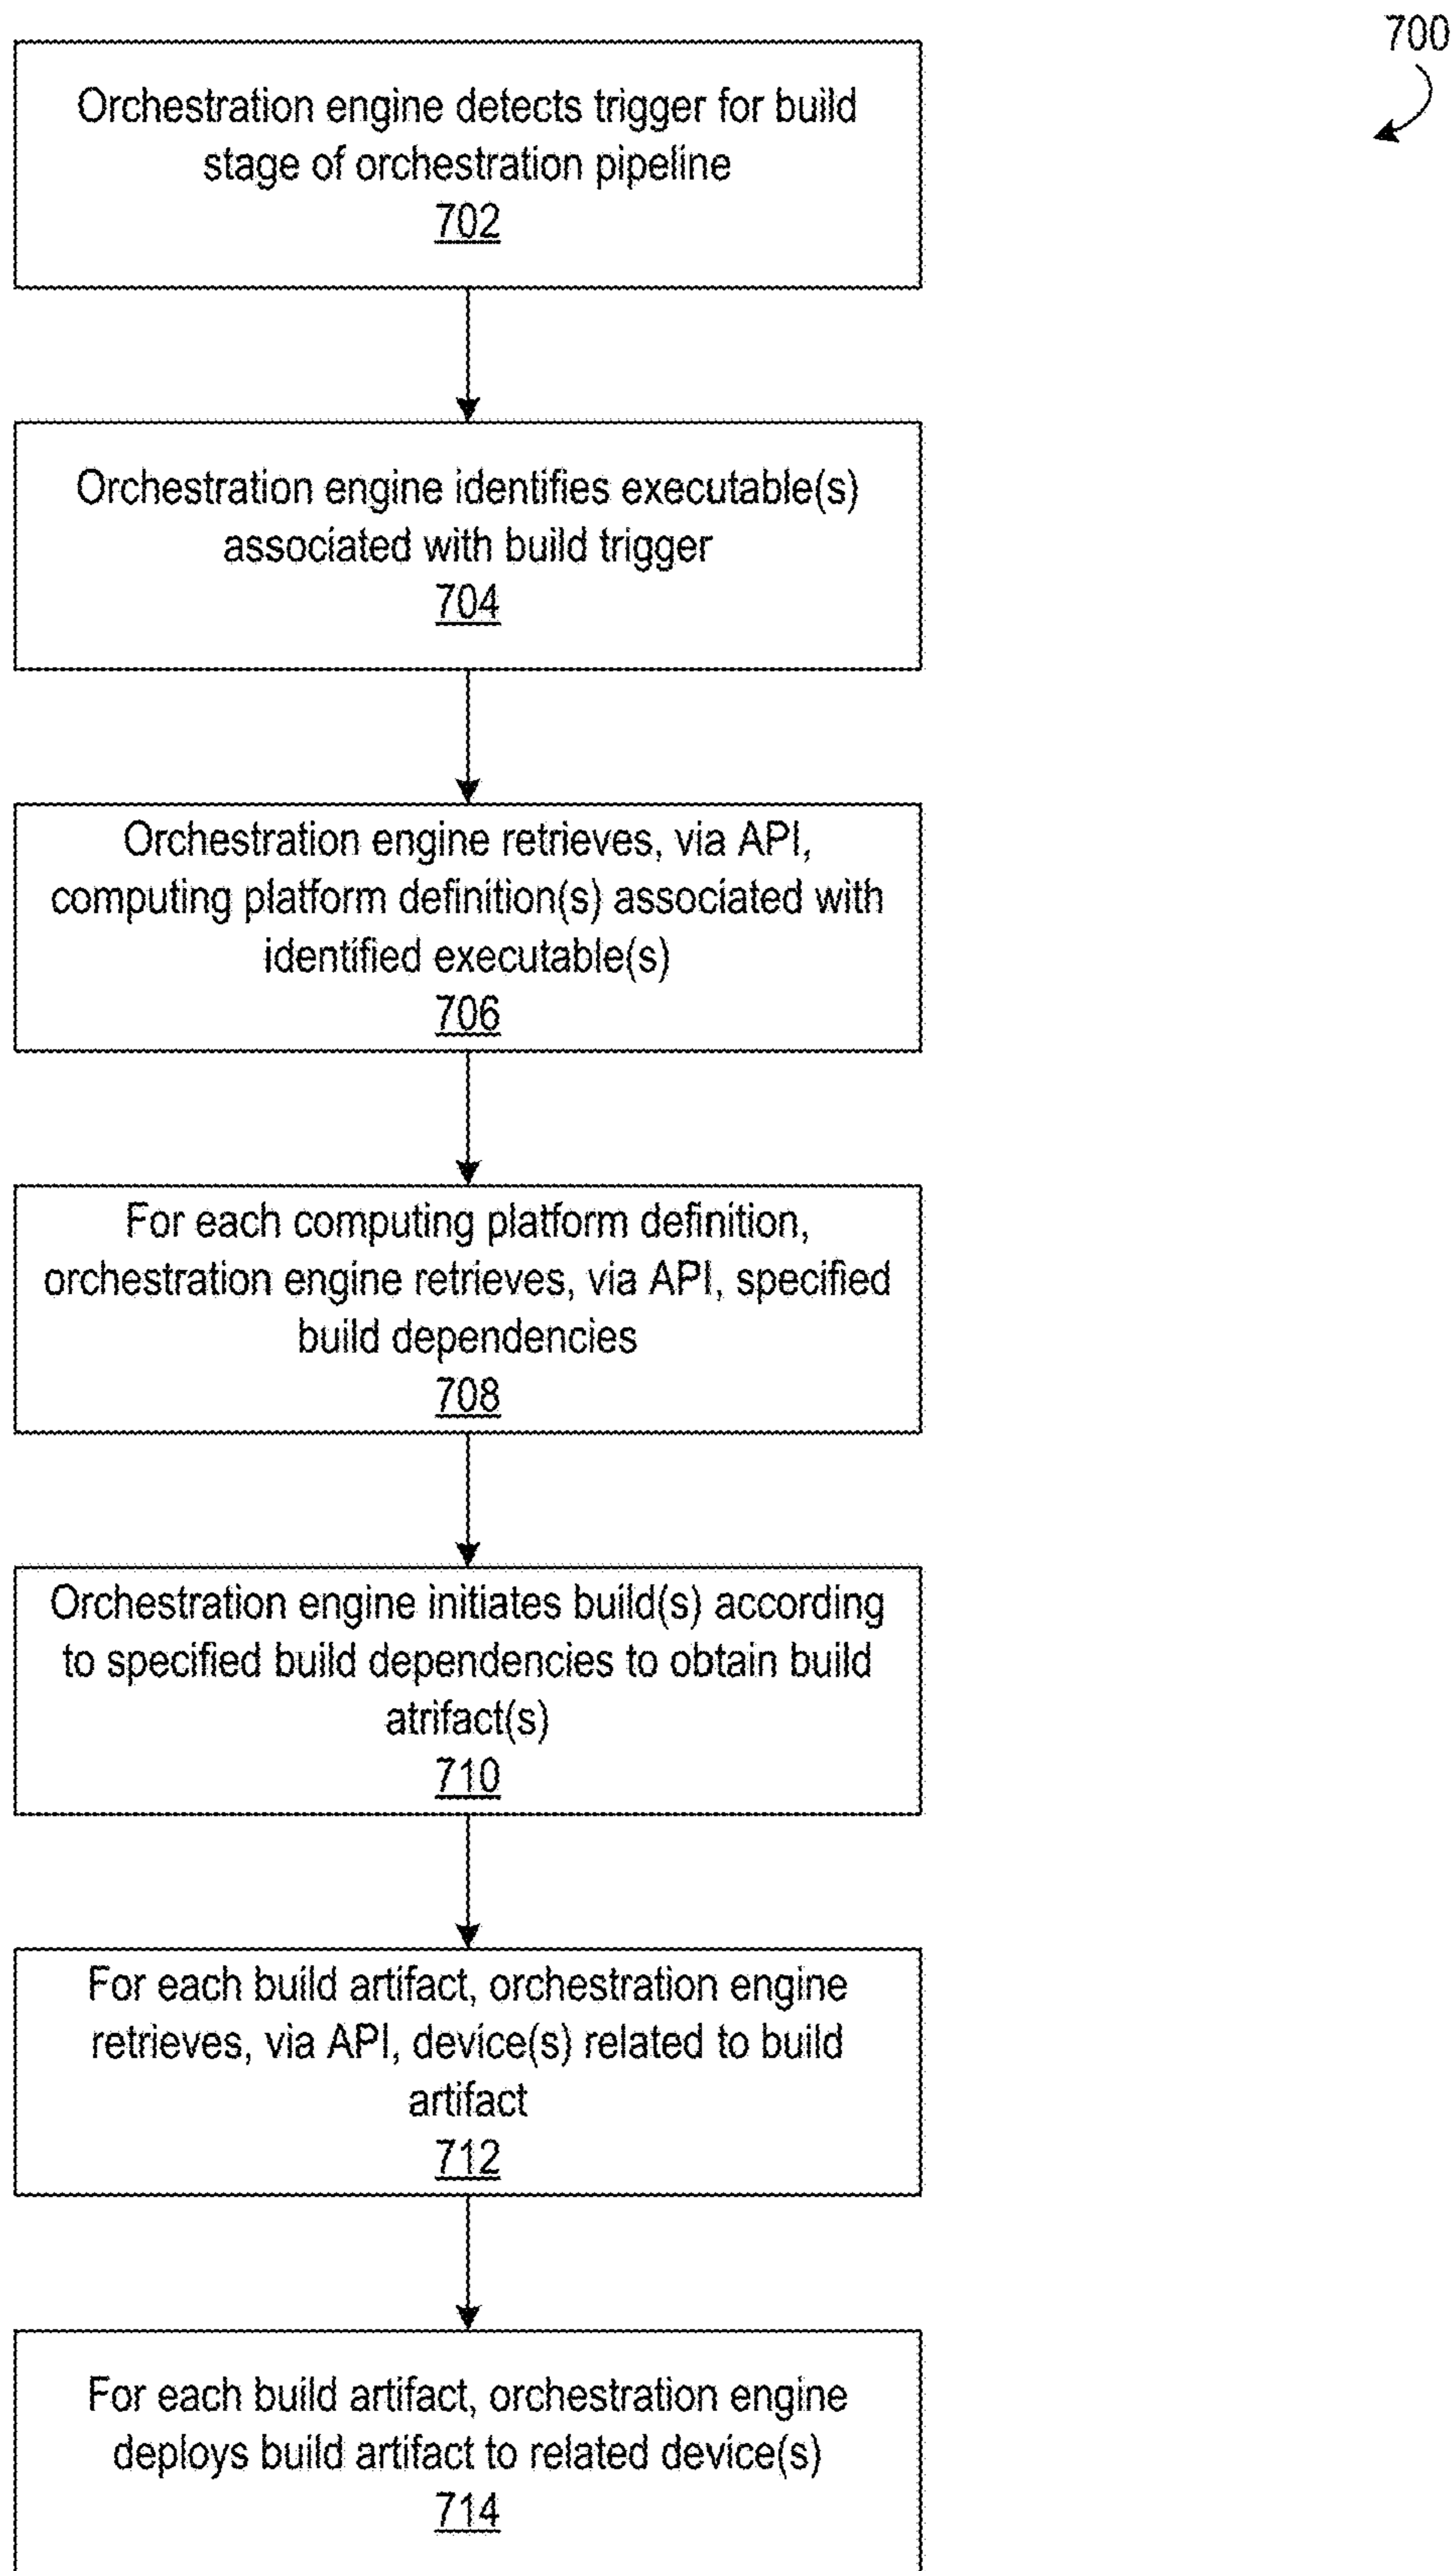 700
Orchestration engine detects trigger for build
stage of orchestration pipeline
702
Orchestration engine identifies executable(s)
associated with build trigger
704
Orchestration engine retrieves, via API,
computing platform definition(s) associated with
identified executable(s)
706
For each computing platform definition,
orchestration engine retrieves, via API, specified
build dependencies
708
Orchestration engine initiates build(s) according
to specified build dependencies to obtain build
atrifact(s)
710
For each build artifact, orchestration engine
retrieves, via API, device(s) related to build
artifact
712
For each build artifact, orchestration engine
deploys build artifact to related device(s)
714